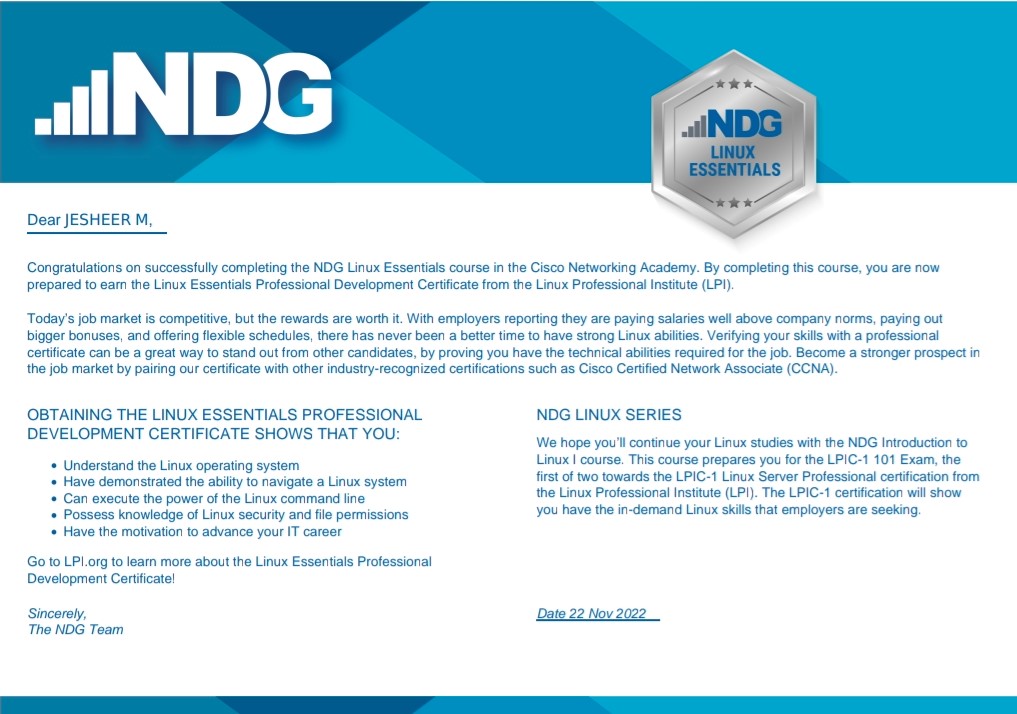 NDG
NDG
LINUX
ESSENTIALS
Dear JESHEER M,
Congratulations on successfully completing the NDG Linux Essentials course in the Cisco Networking Academy. By completing this course, you are now
prepared to earn the Linux Essentials Professional Development Certificate from the Linux Professional Institute (LPI).
Today's job market is competitive, but the rewards are worth it. With employers reporting they are paying salaries well above company norms, paying out
bigger bonuses, and offering flexible schedules, there has never been a better time to have strong Linux abilities. Verifying your skills with a professional
certificate can be a great way to stand out from other candidates, by proving you have the technical abilities required for the job. Become a stronger prospect in
the job market by pairing our certificate with other industry-recognized certifications such as Cisco Certified Network Associate (CCNA).
OBTAINING THE LINUX ESSENTIALS PROFESSIONAL
DEVELOPMENT CERTIFICATE SHOWS THAT YOU:
• Understand the Linux operating system
• Have demonstrated the ability to navigate a Linux system
• Can execute the power of the Linux command line
• Possess knowledge of Linux security and file permissions
• Have the motivation to advance your IT career
Go to LPI.org to learn more about the Linux Essentials Professional
Development Certificate!
Sincerely,
The NDG Team
NDG LINUX SERIES
We hope you'll continue your Linux studies with the NDG Introduction to
Linux I course. This course prepares you for the LPIC-1 101 Exam, the
first of two towards the LPIC-1 Linux Server Professional certification from
the Linux Professional Institute (LPI). The LPIC-1 certification will show
you have the in-demand Linux skills that employers are seeking.
Date 22 Nov 2022